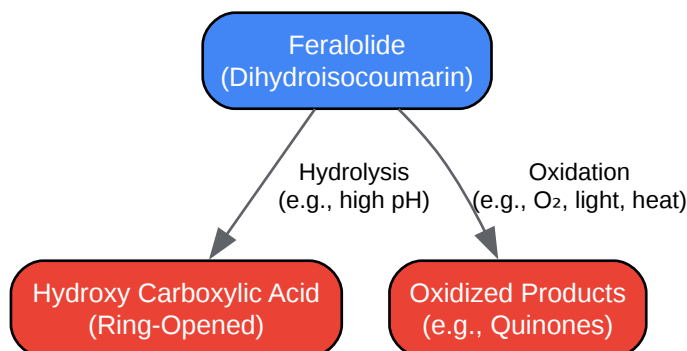 Feralolide
(Dihydroisocoumarin)
Hydrolysis
(e.g., high pH)
Oxidation
(e.g., O₂, light, heat)
Hydroxy Carboxylic Acid
(Ring-Opened)
Oxidized Products
(e.g., Quinones)